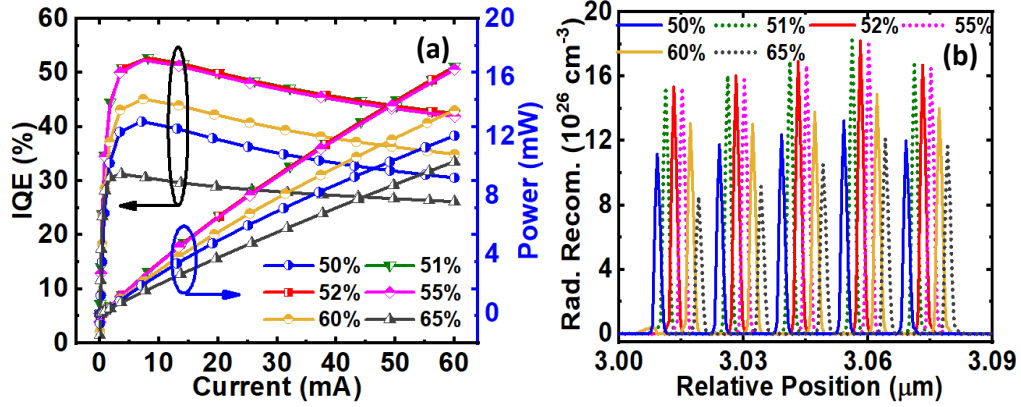 (a)
IQE (%)
60
50
40
30
20
10
0
0 10 20 30 40 50 60
Current (mA)
20
16
12
8
4
0
Power (mW)
50% 51%
52% 55%
60% 65%
(b)
Rad. Recom. (10²⁶ cm⁻³)
20
16
12
8
4
0
50% 51% 52% 55%
60% 65%
3.00 3.03 3.06 3.09
Relative Position (μm)